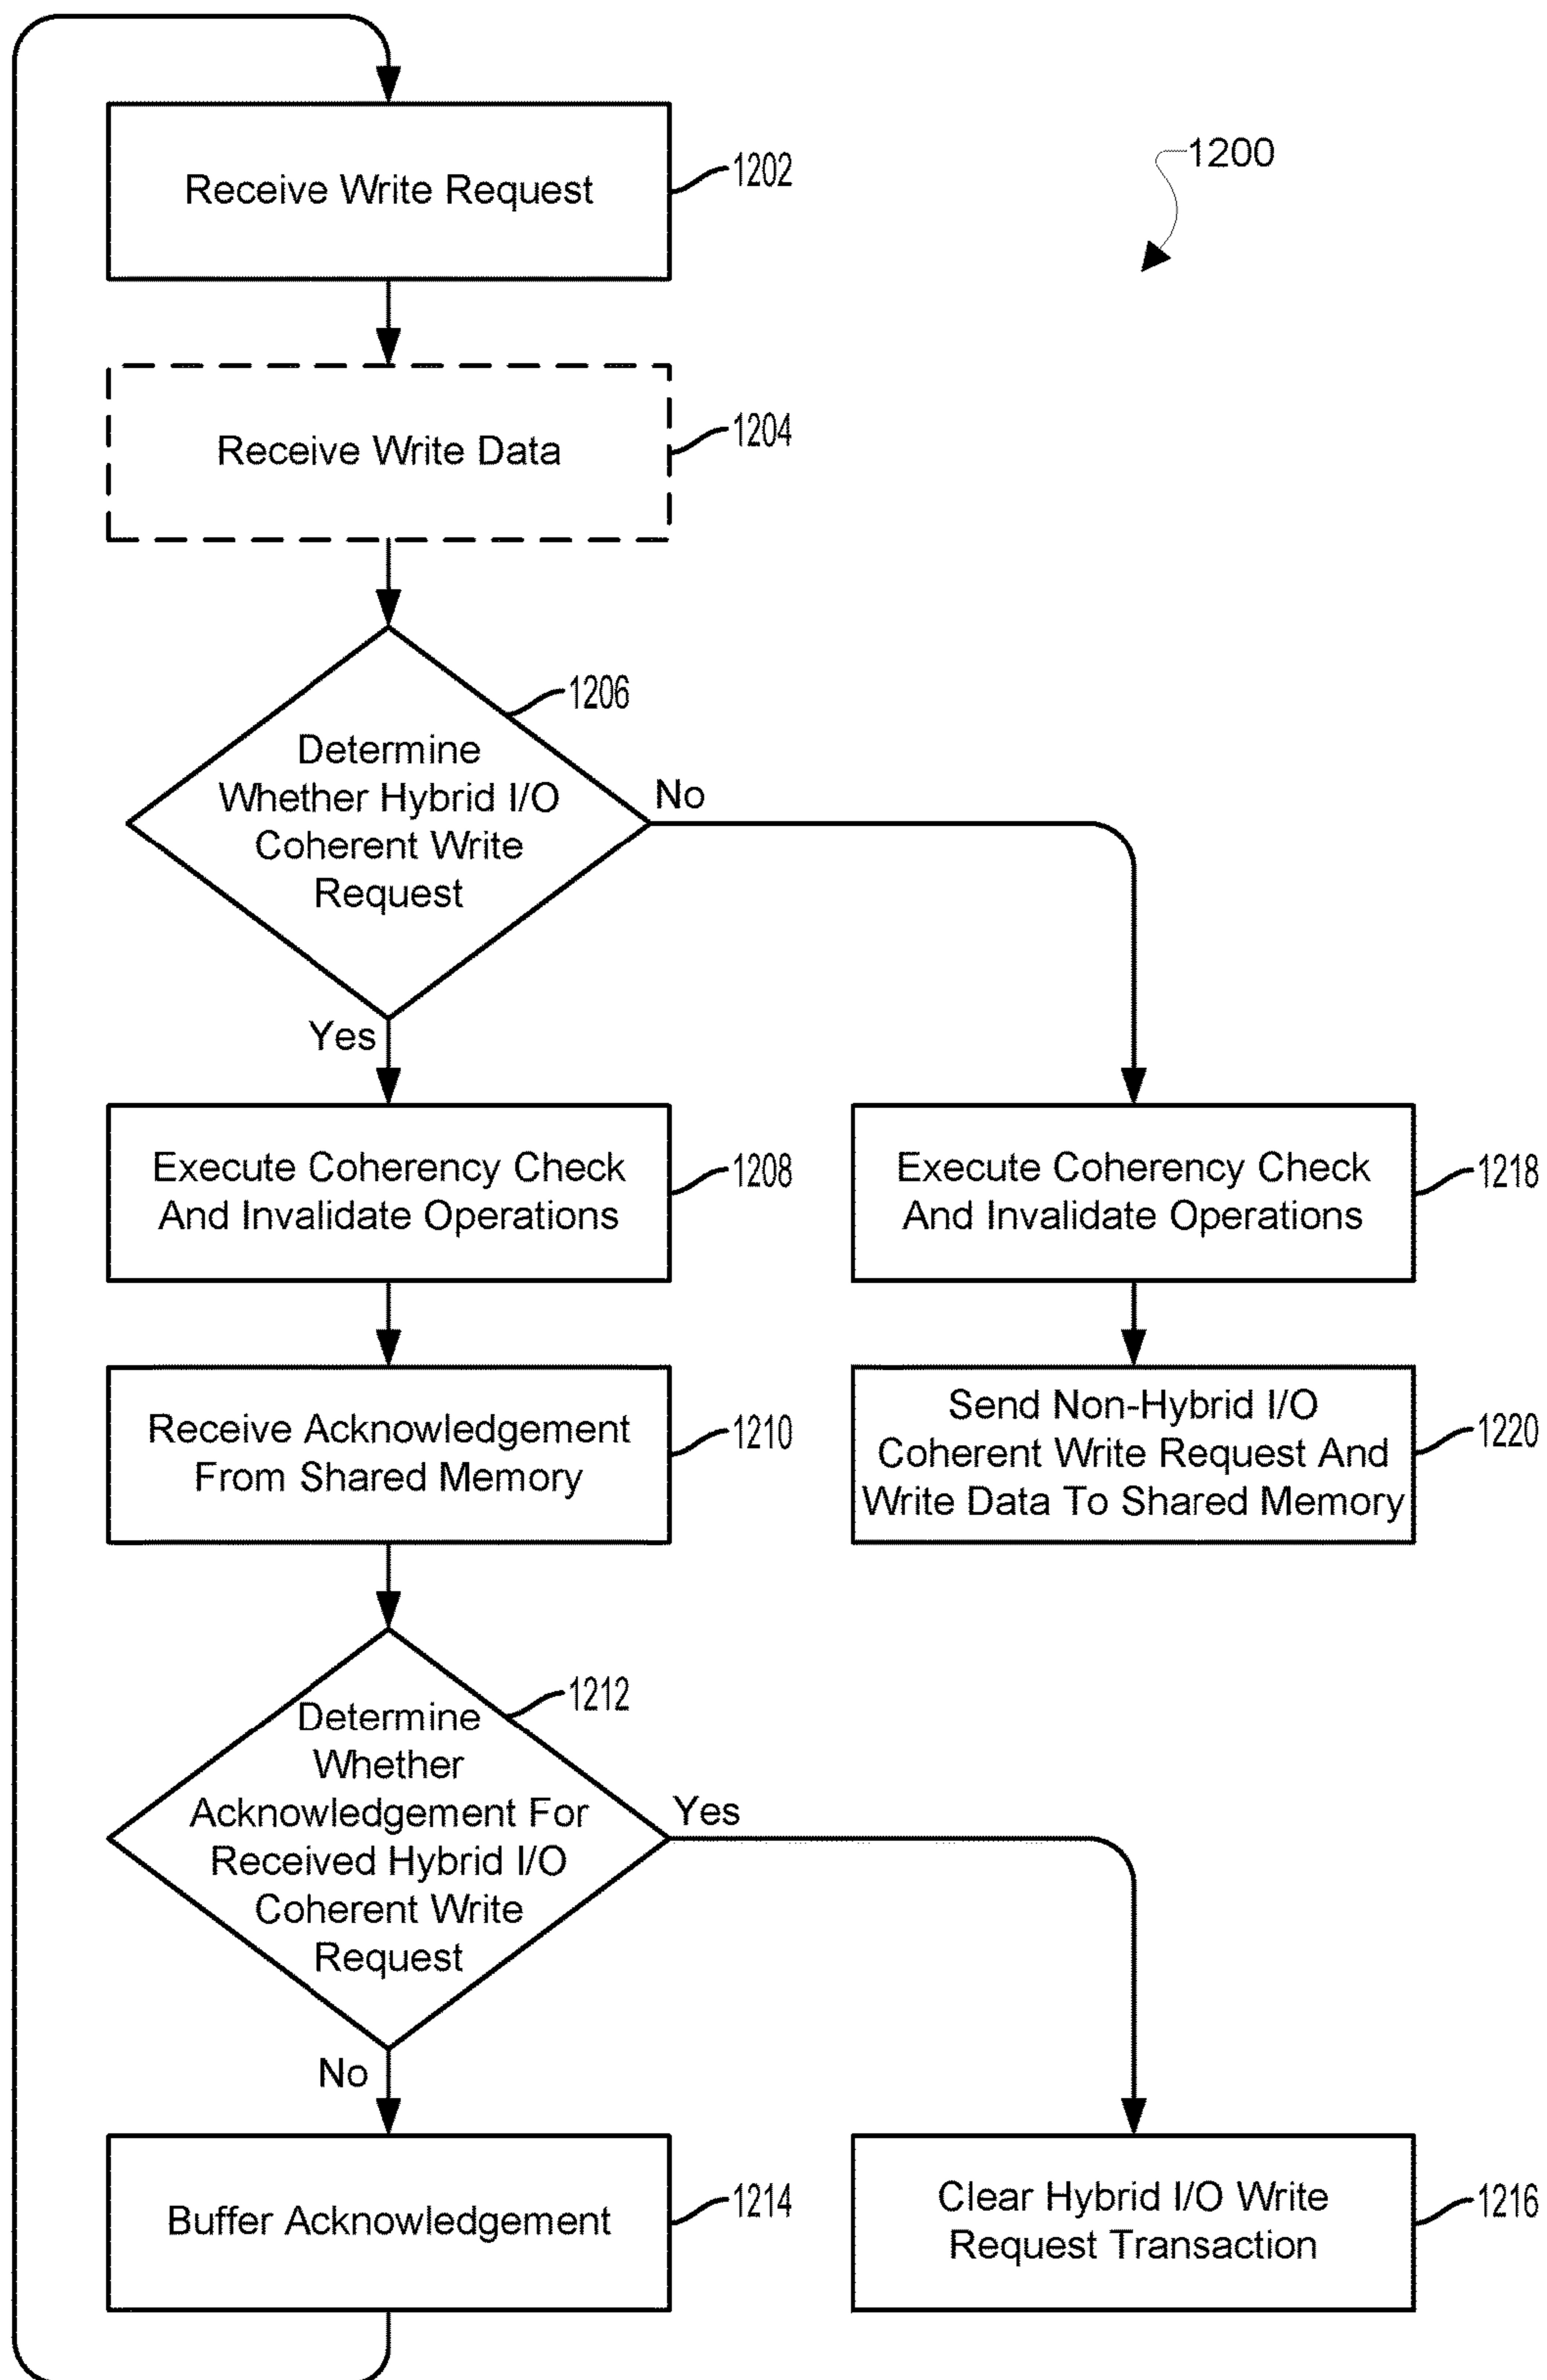 1200
Receive Write Request
1202
Receive Write Data
1204
1206
Determine
Whether Hybrid I/O
Coherent Write
Request
No
Yes
Execute Coherency Check
And Invalidate Operations
1208
Execute Coherency Check
And Invalidate Operations
1218
Receive Acknowledgement
From Shared Memory
1210
Send Non-Hybrid I/O
Coherent Write Request And
Write Data To Shared Memory
1220
1212
Determine
Whether
Acknowledgement For
Received Hybrid I/O
Coherent Write
Request
Yes
No
Buffer Acknowledgement
1214
Clear Hybrid I/O Write
Request Transaction
1216